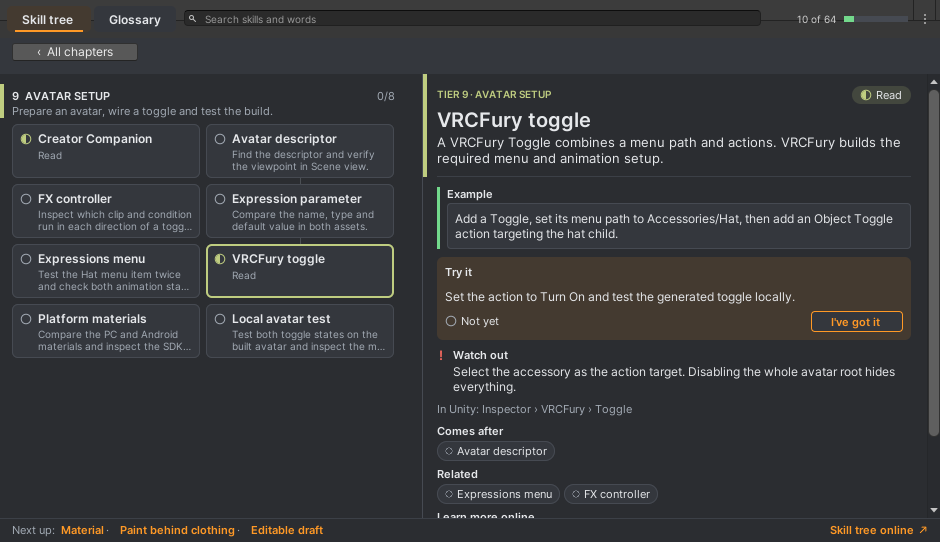 Skill tree
Glossary
Search skills and words
10 of 64
‹ All chapters
9 AVATAR SETUP
0/8
Prepare an avatar, wire a toggle and test the build.
Creator Companion
Read
Avatar descriptor
Find the descriptor and verify
the viewpoint in Scene view.
FX controller
Inspect which clip and condition
run in each direction of a togg...
Expression parameter
Compare the name, type and
default value in both assets.
Expressions menu
Test the Hat menu item twice
and check both animation sta...
VRCFury toggle
Read
Platform materials
Compare the PC and Android
materials and inspect the SDK...
Local avatar test
Test both toggle states on the
built avatar and inspect the m...
TIER 9 · AVATAR SETUP
Read
VRCFury toggle
A VRCFury Toggle combines a menu path and actions. VRCFury builds the
required menu and animation setup.
Example
Add a Toggle, set its menu path to Accessories/Hat, then add an Object Toggle
action targeting the hat child.
Try it
Set the action to Turn On and test the generated toggle locally.
Not yet
I've got it
! Watch out
Select the accessory as the action target. Disabling the whole avatar root hides
everything.
In Unity: Inspector › VRCFury › Toggle
Comes after
Avatar descriptor
Related
Expressions menu
FX controller
Learn more online
Next up: Material · Paint behind clothing · Editable draft
Skill tree online ↗